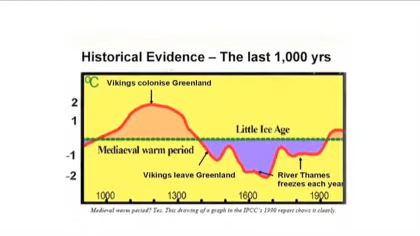 Historical Evidence – The last 1,000 yrs
°C
Vikings colonise Greenland
2
1
Little Ice Age
Mediaeval warm period
-1
Vikings leave Greenland
River Thames
-2
freezes each year
1000
1300
1600
1900
Medieval warm period? Yes. This drawing of a graph in the IPCC's 1990 report shows it clearly.